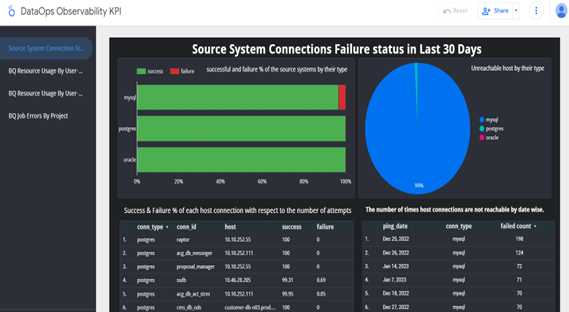 DataOps Observability KPI
Reset
Share
Source System Connection St...
BQ Resource Usage By User-...
BQ Resource Usage By User-...
BQ Job Errors By Project
Source System Connections Failure status in Last 30 Days
success failure
successful and failure % of the source systems by their type
mysql
postgres
oracle
0% 20% 40% 60% 80% 100%
Unreachable host by their type
mysql
postgres
oracle
99%
Success & Failure % of each host connection with respect to the number of attempts
conn_type conn_id host success failure
1. postgres raptor 10.10.252.55 100 0
2. postgres acg_db_messnger 10.10.252.111 100 0
3. postgres proposal_manager 10.10.252.55 100 0
4. postgres ssdb 10.46.28.205 99.31 0.69
5. postgres acg_db_act_strm 10.10.252.111 99.95 0.05
6. postgres cms_db_ods customer-db-n03.prod... 100 0
The number of times host connections are not reachable by date wise.
ping_date conn_type failed count
1. Dec 25, 2022 mysql 198
2. Dec 26, 2022 mysql 124
3. Jan 14, 2023 mysql 72
4. Jan 7, 2023 mysql 71
5. Dec 18, 2022 mysql 70
6. Dec 27, 2022 mysql 70